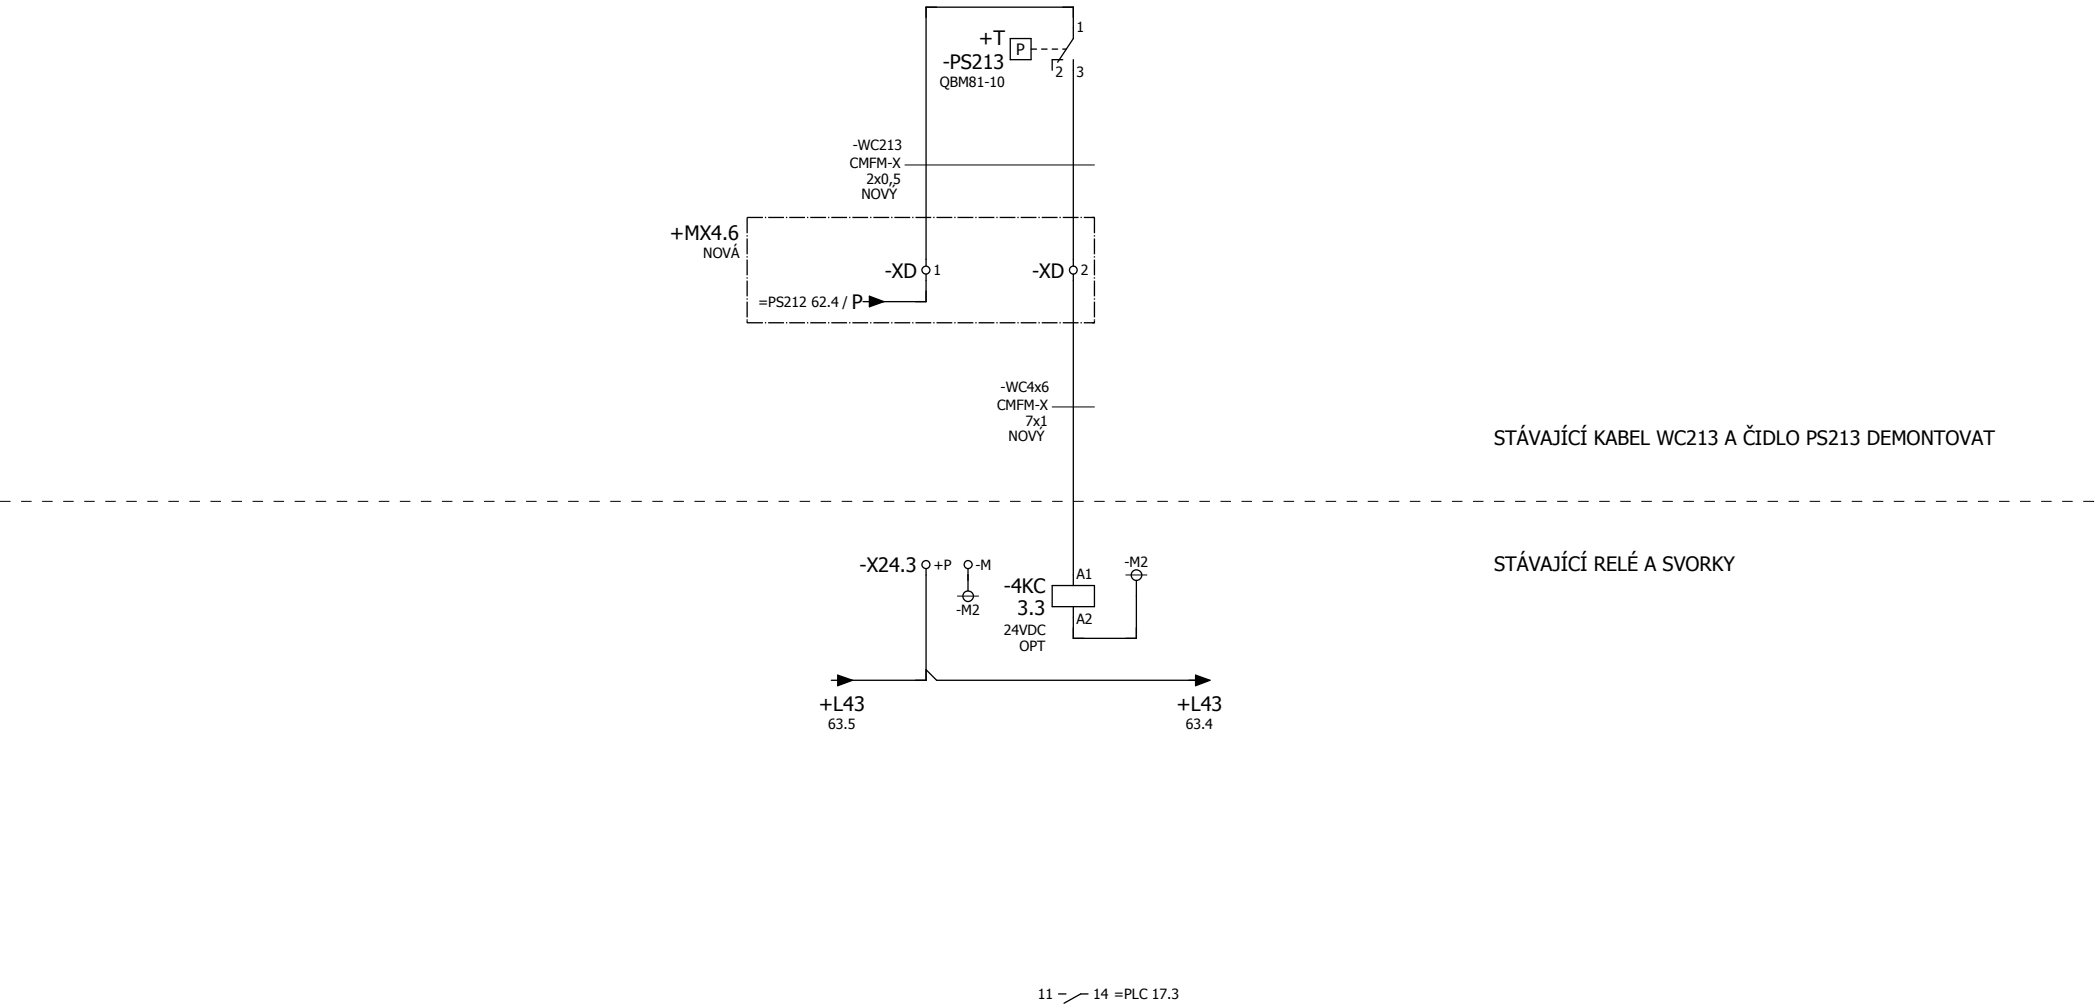 1
+T
P
-PS213
2 3
QBM81-10
-WC213
CMFM-X
2x0,5
NOVÝ
+MX4.6
NOVÁ
-XD 1
-XD 2
=PS212 62.4 / P
-WC4x6
CMFM-X
7x1
NOVÝ
STÁVAJÍCÍ KABEL WC213 A ČIDLO PS213 DEMONTOVAT
STÁVAJÍCÍ RELÉ A SVORKY
-X24.3 +P -M
-M2
-M2
A1
-4KC
3.3
A2
24VDC
OPT
+L43
63.5
+L43
63.4
11 14 =PLC 17.3